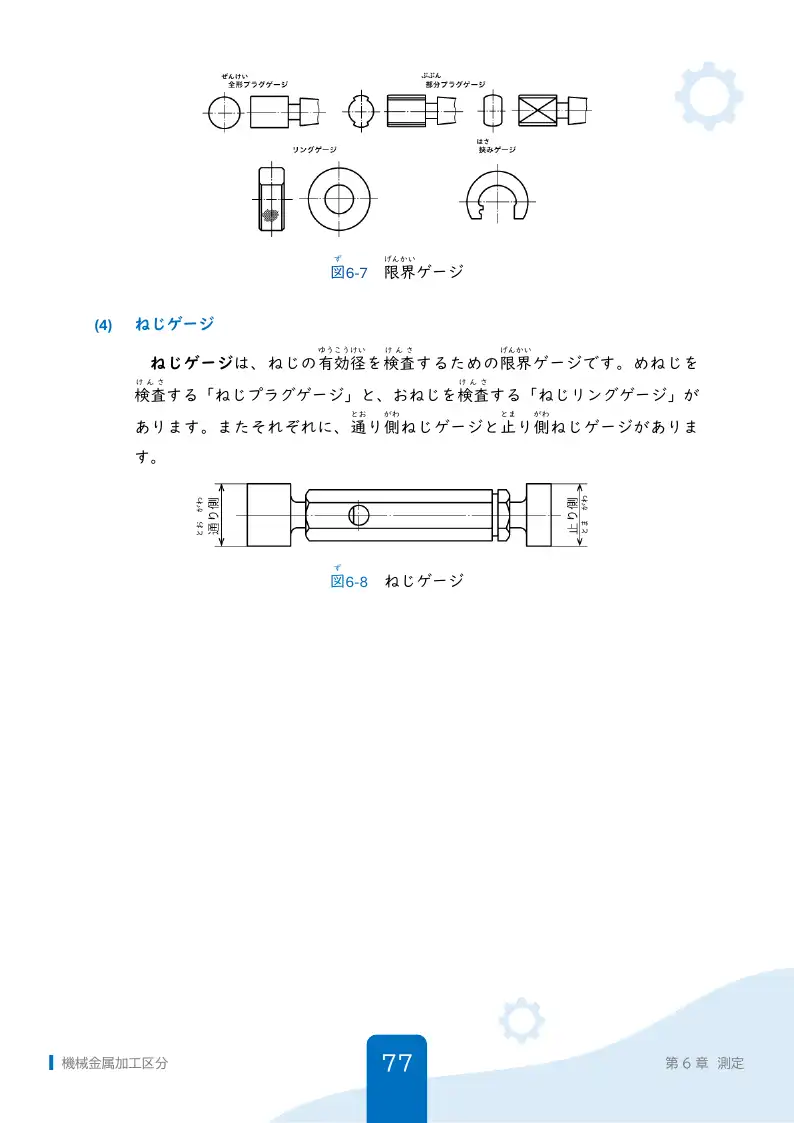 ぜんけい
全形プラグゲージ
ぶぶん
部分プラグゲージ
リングゲージ
はさ
挟みゲージ
ず げんかい
図6-7 限界ゲージ
(4) ねじゲージ
ゆうこうけい けんさ げんかい
ねじゲージは、ねじの有効径を検査するための限界ゲージです。めねじを
けんさ けんさ
検査する「ねじプラグゲージ」と、おねじを検査する「ねじリングゲージ」が
とお がわ とま がわ
あります。またそれぞれに、通り側ねじゲージと止り側ねじゲージがありま
す。
とお がわ
通り側
止り側
とま がわ
ず
図6-8 ねじゲージ
機械金属加工区分
77
第 6 章 測定